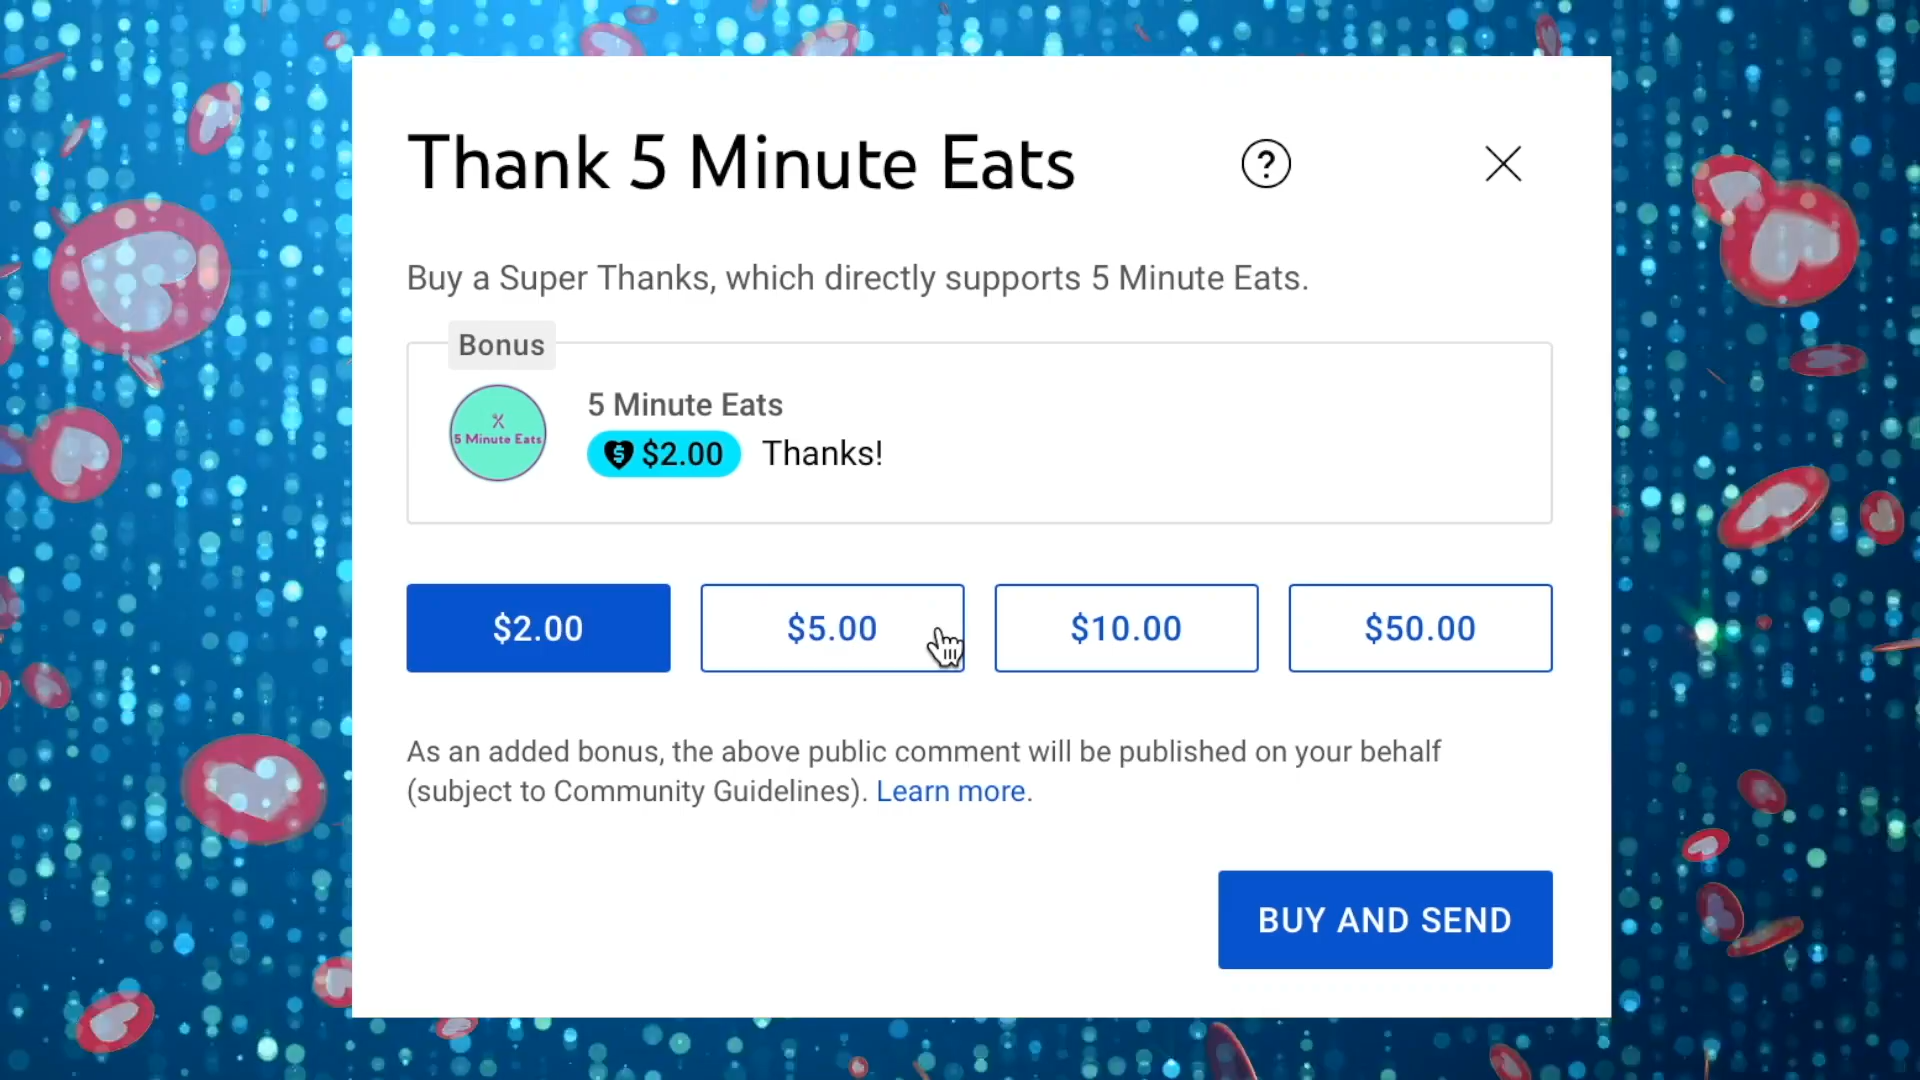 Thank 5 Minute Eats
?
Buy a Super Thanks, which directly supports 5 Minute Eats.
Bonus
5 Minute Eats
5 Minute Eats
$ $2.00 Thanks!
$2.00 $5.00 $10.00 $50.00
As an added bonus, the above public comment will be published on your behalf
(subject to Community Guidelines). Learn more.
BUY AND SEND